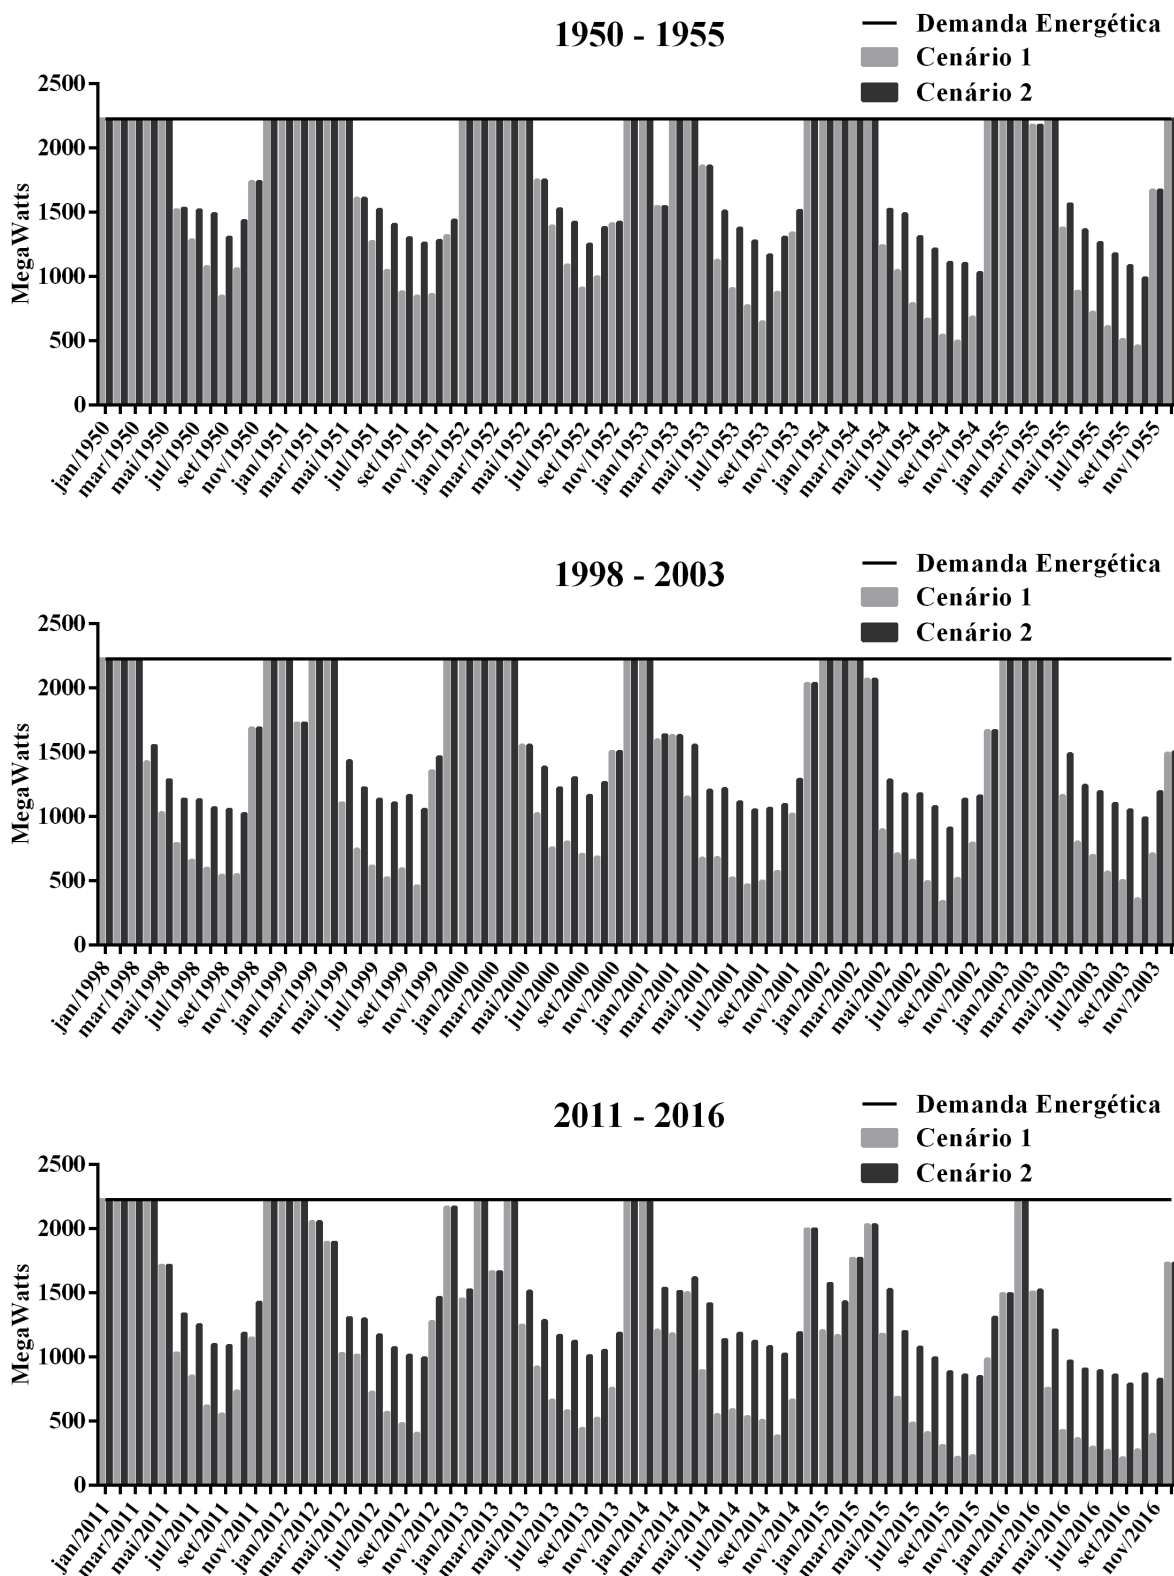 1950 - 1955
Demanda Energética
Cenário 1
Cenário 2
MegaWatts
2500
2000
1500
1000
500
0
jan/1950
mar/1950
mai/1950
jul/1950
set/1950
nov/1950
jan/1951
mar/1951
mai/1951
jul/1951
set/1951
nov/1951
jan/1952
mar/1952
mai/1952
jul/1952
set/1952
nov/1952
jan/1953
mar/1953
mai/1953
jul/1953
set/1953
nov/1953
jan/1954
mar/1954
mai/1954
jul/1954
set/1954
nov/1954
jan/1955
mar/1955
mai/1955
jul/1955
set/1955
nov/1955
1998 - 2003
Demanda Energética
Cenário 1
Cenário 2
MegaWatts
2500
2000
1500
1000
500
0
jan/1998
mar/1998
mai/1998
jul/1998
set/1998
nov/1998
jan/1999
mar/1999
mai/1999
jul/1999
set/1999
nov/1999
jan/2000
mar/2000
mai/2000
jul/2000
set/2000
nov/2000
jan/2001
mar/2001
mai/2001
jul/2001
set/2001
nov/2001
jan/2002
mar/2002
mai/2002
jul/2002
set/2002
nov/2002
jan/2003
mar/2003
mai/2003
jul/2003
set/2003
nov/2003
2011 - 2016
Demanda Energética
Cenário 1
Cenário 2
MegaWatts
2500
2000
1500
1000
500
0
jan/2011
mar/2011
mai/2011
jul/2011
set/2011
nov/2011
jan/2012
mar/2012
mai/2012
jul/2012
set/2012
nov/2012
jan/2013
mar/2013
mai/2013
jul/2013
set/2013
nov/2013
jan/2014
mar/2014
mai/2014
jul/2014
set/2014
nov/2014
jan/2015
mar/2015
mai/2015
jul/2015
set/2015
nov/2015
jan/2016
mar/2016
mai/2016
jul/2016
set/2016
nov/2016